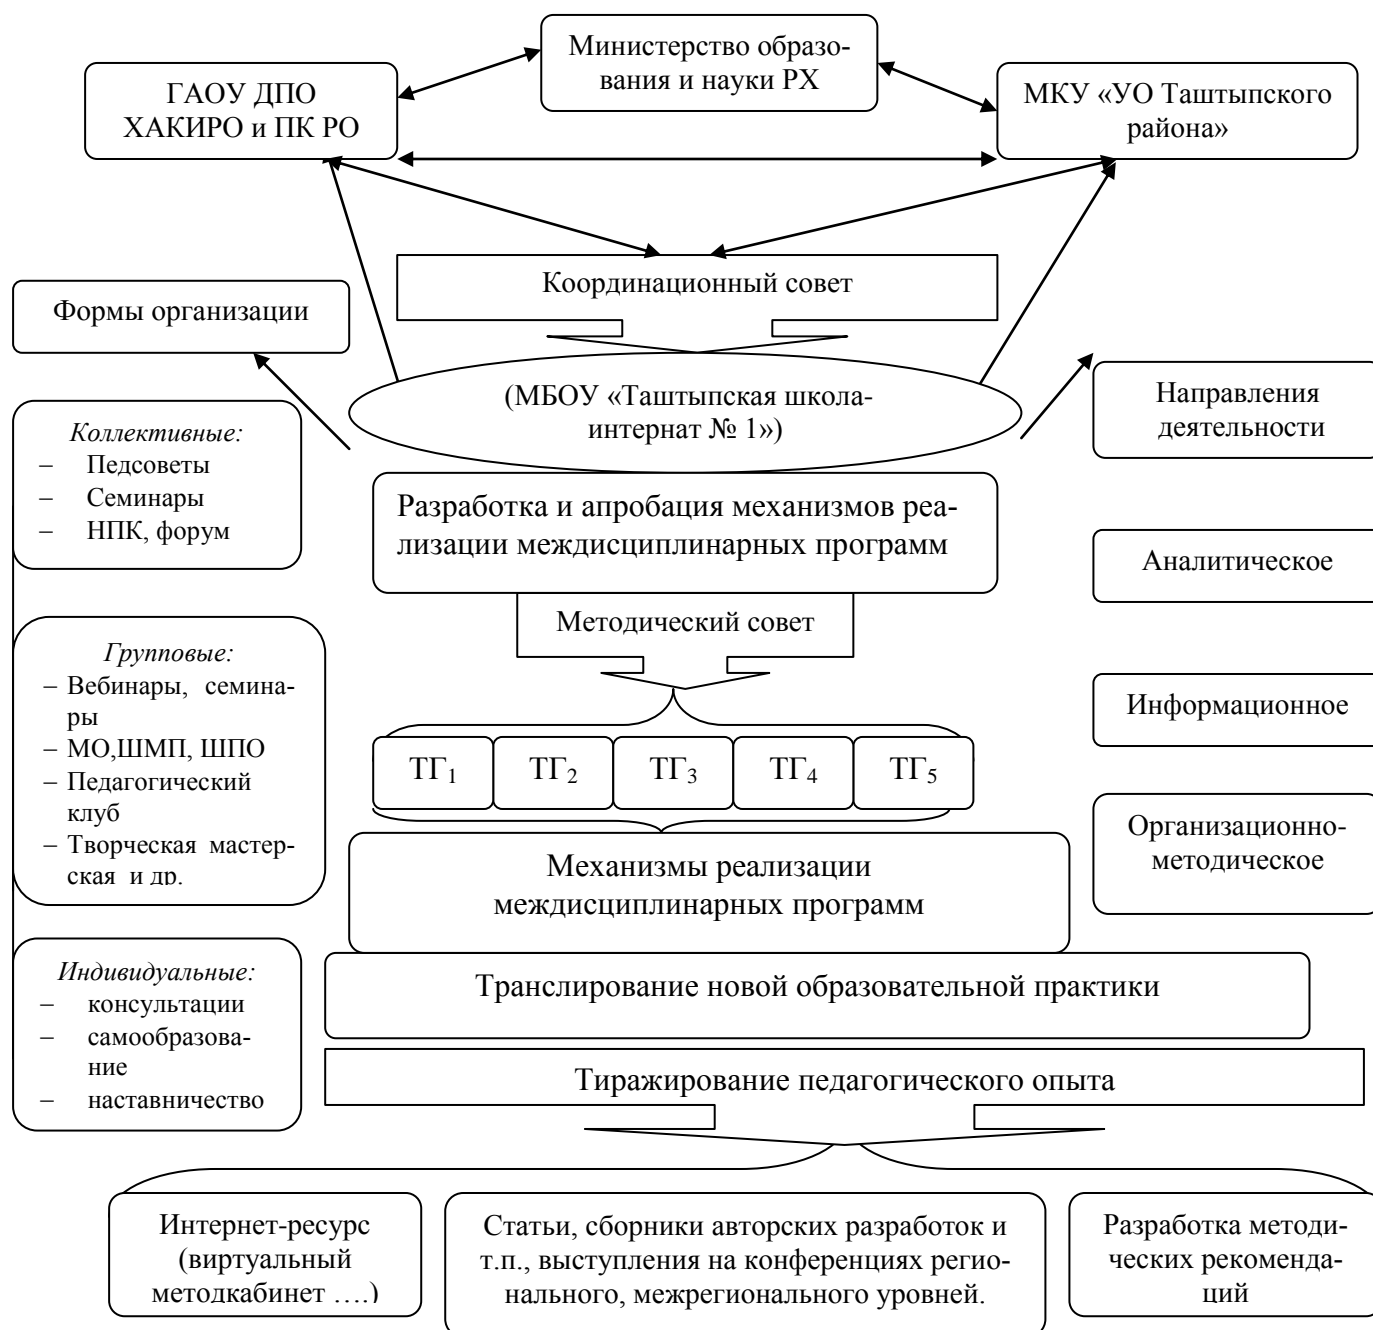 Министерство образо-
вания и науки РХ
ГАОУ ДПО
ХАКИРО и ПК РО
МКУ «УО Таштыпского
района»
Координационный совет
Формы организации
(МБОУ «Таштыпская школа-
интернат № 1»)
Направления
деятельности
Коллективные:
– Педсоветы
– Семинары
– НПК, форум
Разработка и апробация механизмов реа-
лизации междисциплинарных программ
Аналитическое
Методический совет
Групповые:
– Вебинары, семина-
ры
– МО,ШМП, ШПО
– Педагогический
клуб
– Творческая мастер-
ская и др.
Информационное
ТГ1 ТГ2 ТГ3 ТГ4 ТГ5
Организационно-
методическое
Механизмы реализации
междисциплинарных программ
Индивидуальные:
– консультации
– самообразова-
ние
– наставничество
Транслирование новой образовательной практики
Тиражирование педагогического опыта
Интернет-ресурс
(виртуальный
методкабинет ….)
Статьи, сборники авторских разработок и
т.п., выступления на конференциях регио-
нального, межрегионального уровней.
Разработка методи-
ческих рекоменда-
ций